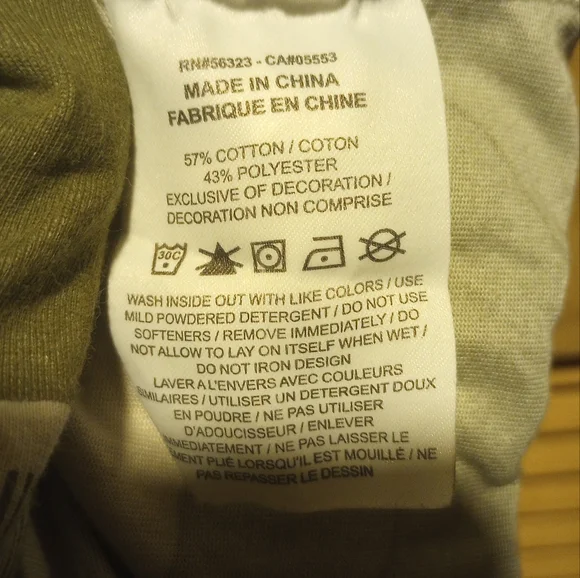 RN#56323 - CA#05553
MADE IN CHINA
FABRIQUE EN CHINE
57% COTTON / COTON
43% POLYESTER
EXCLUSIVE OF DECORATION /
DECORATION NON COMPRISE
30C
WASH INSIDE OUT WITH LIKE COLORS / USE
MILD POWDERED DETERGENT / DO NOT USE
SOFTENERS / REMOVE IMMEDIATELY / DO
NOT ALLOW TO LAY ON ITSELF WHEN WET /
DO NOT IRON DESIGN
LAVER A L'ENVERS AVEC COULEURS
SIMILAIRES / UTILISER UN DETERGENT DOUX
EN POUDRE / NE PAS UTILISER
D'ADOUCISSEUR / ENLEVER
IMMEDIATEMENT / NE PAS LAISSER LE
PLIÉ LORSQU'IL EST MOUILLÉ / NE
PAS REPASSER LE DESSIN